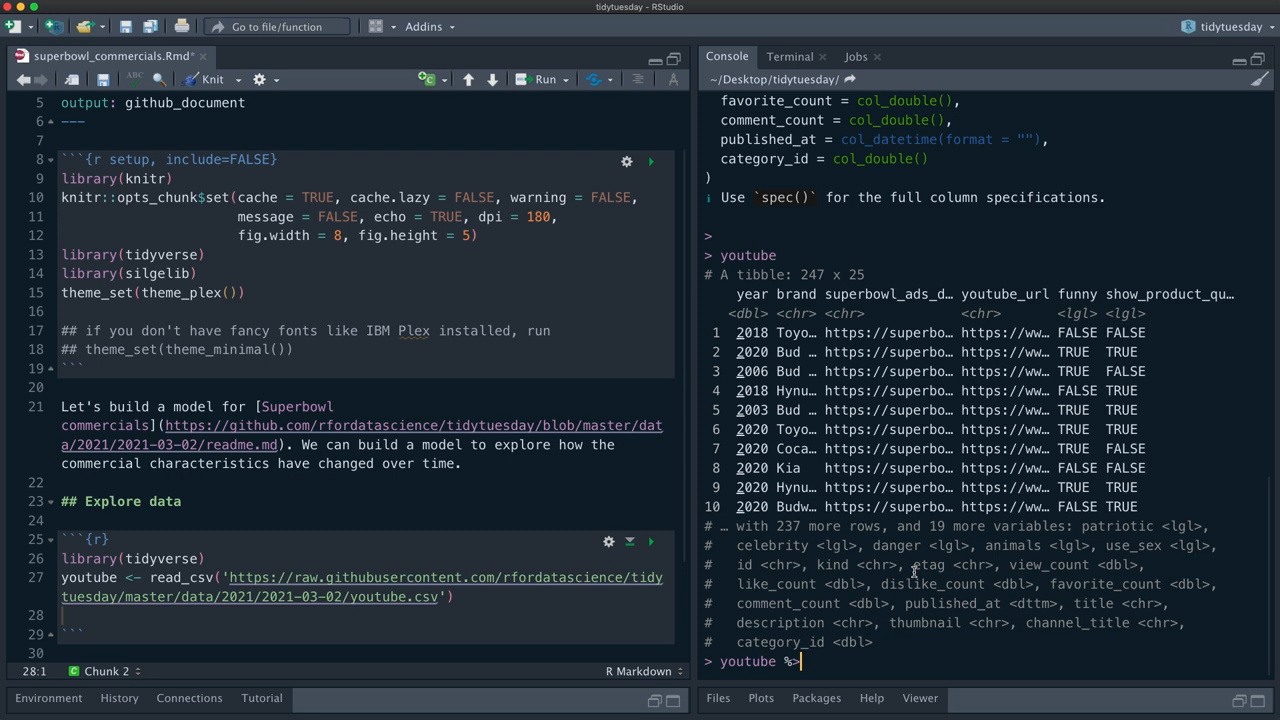 tidytuesday - RStudio
Go to file/function
Addins
tidytuesday
superbowl_commercials.Rmd*
ABC
Knit
Run
5 output: github_document
6 ---
7
8 ```{r setup, include=FALSE}
9 library(knitr)
10 knitr::opts_chunk$set(cache = TRUE, cache.lazy = FALSE, warning = FALSE,
11 message = FALSE, echo = TRUE, dpi = 180,
12 fig.width = 8, fig.height = 5)
13 library(tidyverse)
14 library(silgelib)
15 theme_set(theme_plex())
16
17 ## if you don't have fancy fonts like IBM Plex installed, run
18 ## theme_set(theme_minimal())
19 ```
20
21 Let's build a model for [Superbowl
commercials](https://github.com/rfordatascience/tidytuesday/blob/master/dat
a/2021/2021-03-02/readme.md). We can build a model to explore how the
commercial characteristics have changed over time.
22
23 ## Explore data
24
25 ```{r}
26 library(tidyverse)
27 youtube <- read_csv('https://raw.githubusercontent.com/rfordatascience/tidy
tuesday/master/data/2021/2021-03-02/youtube.csv')
28
29 ```
28:1 Chunk 2 R Markdown
Environment History Connections Tutorial
Console Terminal Jobs
~/Desktop/tidytuesday/
favorite_count = col_double(),
comment_count = col_double(),
published_at = col_datetime(format = ""),
category_id = col_double()
)
i Use `spec()` for the full column specifications.
>
> youtube
# A tibble: 247 x 25
year brand superbowl_ads_d… youtube_url funny show_product_qu…
<dbl> <chr> <chr> <chr> <lgl> <lgl>
1 2018 Toyo… https://superbo… https://ww… FALSE FALSE
2 2020 Bud … https://superbo… https://ww… TRUE TRUE
3 2006 Bud … https://superbo… https://ww… TRUE FALSE
4 2018 Hynu… https://superbo… https://ww… FALSE TRUE
5 2003 Bud … https://superbo… https://ww… TRUE TRUE
6 2020 Toyo… https://superbo… https://ww… TRUE TRUE
7 2020 Coca… https://superbo… https://ww… TRUE FALSE
8 2020 Kia https://superbo… https://ww… FALSE FALSE
9 2020 Hynu… https://superbo… https://ww… TRUE TRUE
10 2020 Budw… https://superbo… https://ww… FALSE TRUE
# … with 237 more rows, and 19 more variables: patriotic <lgl>,
# celebrity <lgl>, danger <lgl>, animals <lgl>, use_sex <lgl>,
# id <chr>, kind <chr>, etag <chr>, view_count <dbl>,
# like_count <dbl>, dislike_count <dbl>, favorite_count <dbl>,
# comment_count <dbl>, published_at <dttm>, title <chr>,
# description <chr>, thumbnail <chr>, channel_title <chr>,
# category_id <dbl>
> youtube %>
Files Plots Packages Help Viewer